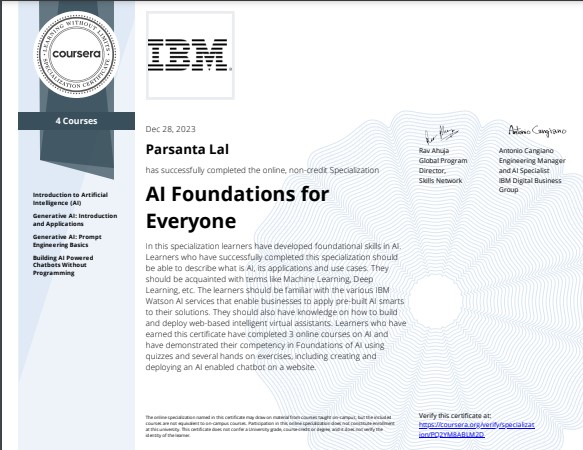 LEARNING WITHOUT LIMITS
coursera
SPECIALIZATION CERTIFICATE
4 Courses
Introduction to Artificial
Intelligence (AI)
Generative AI: Introduction
and Applications
Generative AI: Prompt
Engineering Basics
Building AI Powered
Chatbots Without
Programming
IBM
Dec 28, 2023
Parsanta Lal
has successfully completed the online, non-credit Specialization
AI Foundations for
Everyone
In this specialization learners have developed foundational skills in AI.
Learners who have successfully completed this specialization should
be able to describe what is AI, its applications and use cases. They
should be acquainted with terms like Machine Learning, Deep
Learning, etc. The learners should be familiar with the various IBM
Watson AI services that enable businesses to apply pre-built AI smarts
to their solutions. They should also have knowledge on how to build
and deploy web-based intelligent virtual assistants. Learners who have
earned this certificate have completed 3 online courses on AI and
have demonstrated their competency in Foundations of AI using
quizzes and several hands on exercises, including creating and
deploying an AI enabled chatbot on a website.
Rav Ahuja
Rav Ahuja
Global Program
Director,
Skills Network
Antonio Cangiano
Antonio Cangiano
Engineering Manager
and AI Specialist
IBM Digital Business
Group
The online specialization named in this certificate may draw on material from courses taught on-campus, but the included
courses are not equivalent to on-campus courses. Participation in this online specialization does not constitute enrollment
at this university. This certificate does not confer a University grade, course credit or degree, and it does not verify the
identity of the learner.
Verify this certificate at:
https://coursera.org/verify/specializat
ion/PQ2YM8ABLM2D